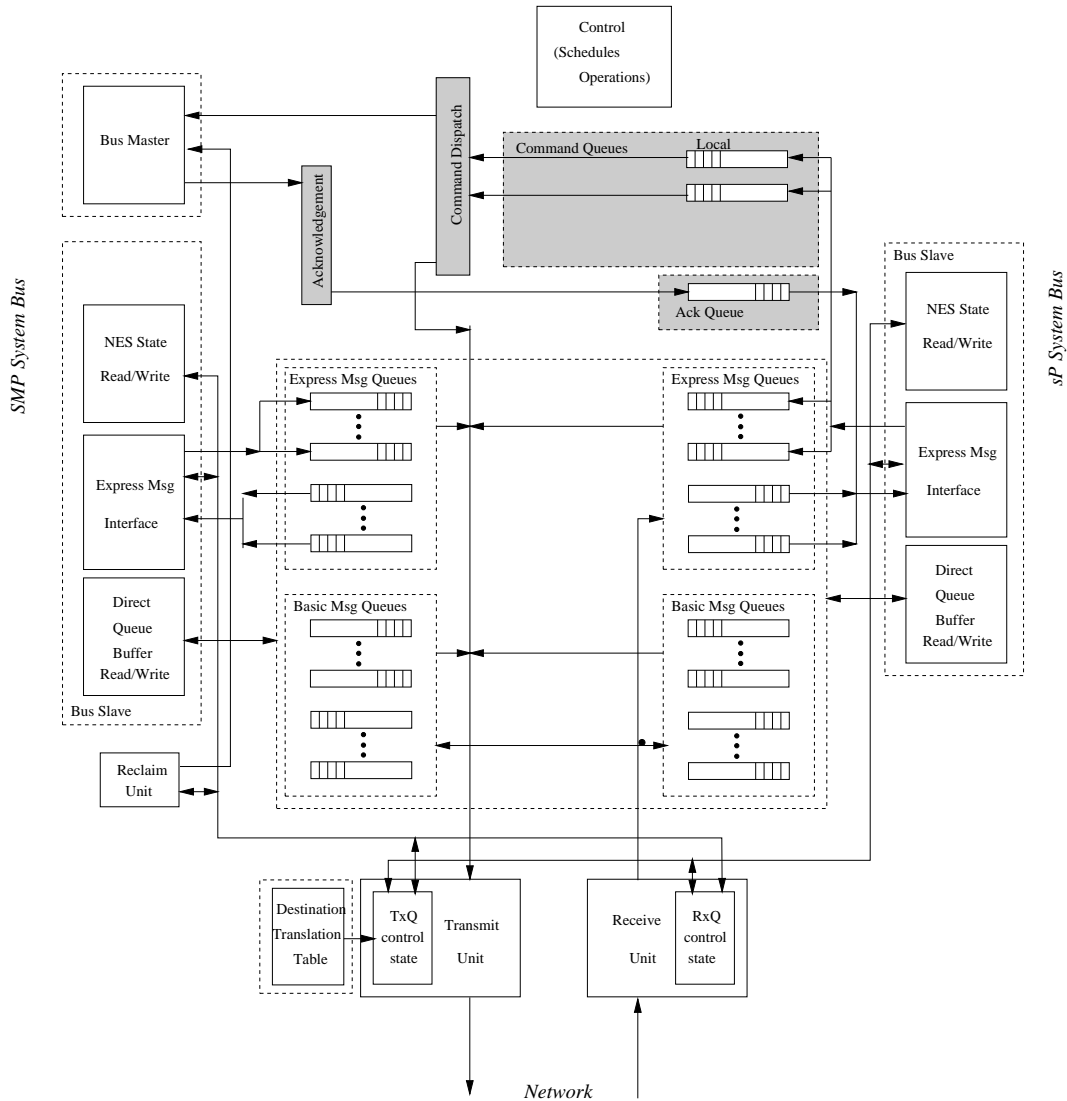 Control
(Schedules
Operations)
Bus Master
Command Dispatch
Command Queues
Local
Acknowledgement
Ack Queue
SMP System Bus
sP System Bus
Bus Slave
NES State
Read/Write
NES State
Read/Write
Express Msg Queues
Express Msg Queues
Express Msg
Interface
Express Msg
Interface
Direct
Queue
Buffer
Read/Write
Direct
Queue
Buffer
Read/Write
Basic Msg Queues
Basic Msg Queues
Bus Slave
Reclaim
Unit
Destination
Translation
Table
TxQ
control
state
Transmit
Unit
Receive
Unit
RxQ
control
state
Network